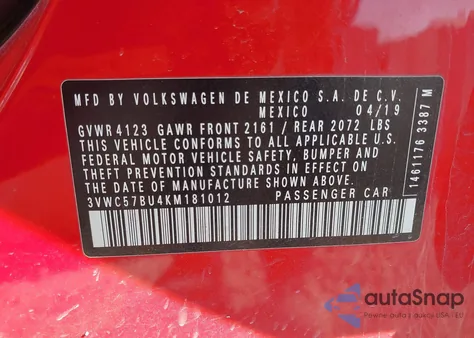 MFD BY VOLKSWAGEN DE MEXICO S.A. DE C.V.
MEXICO 04/19
GVWR 4123 GAWR FRONT 2161 / REAR 2072 LBS
THIS VEHICLE CONFORMS TO ALL APPLICABLE
FEDERAL MOTOR VEHICLE SAFETY, BUMPER AND
THEFT PREVENTION STANDARDS IN EFFECT ON THE
DATE OF MANUFACTURE SHOWN ABOVE.
3VWC57BU4KM181012 PASSENGER CAR
1461176 3387 M
autoSnap